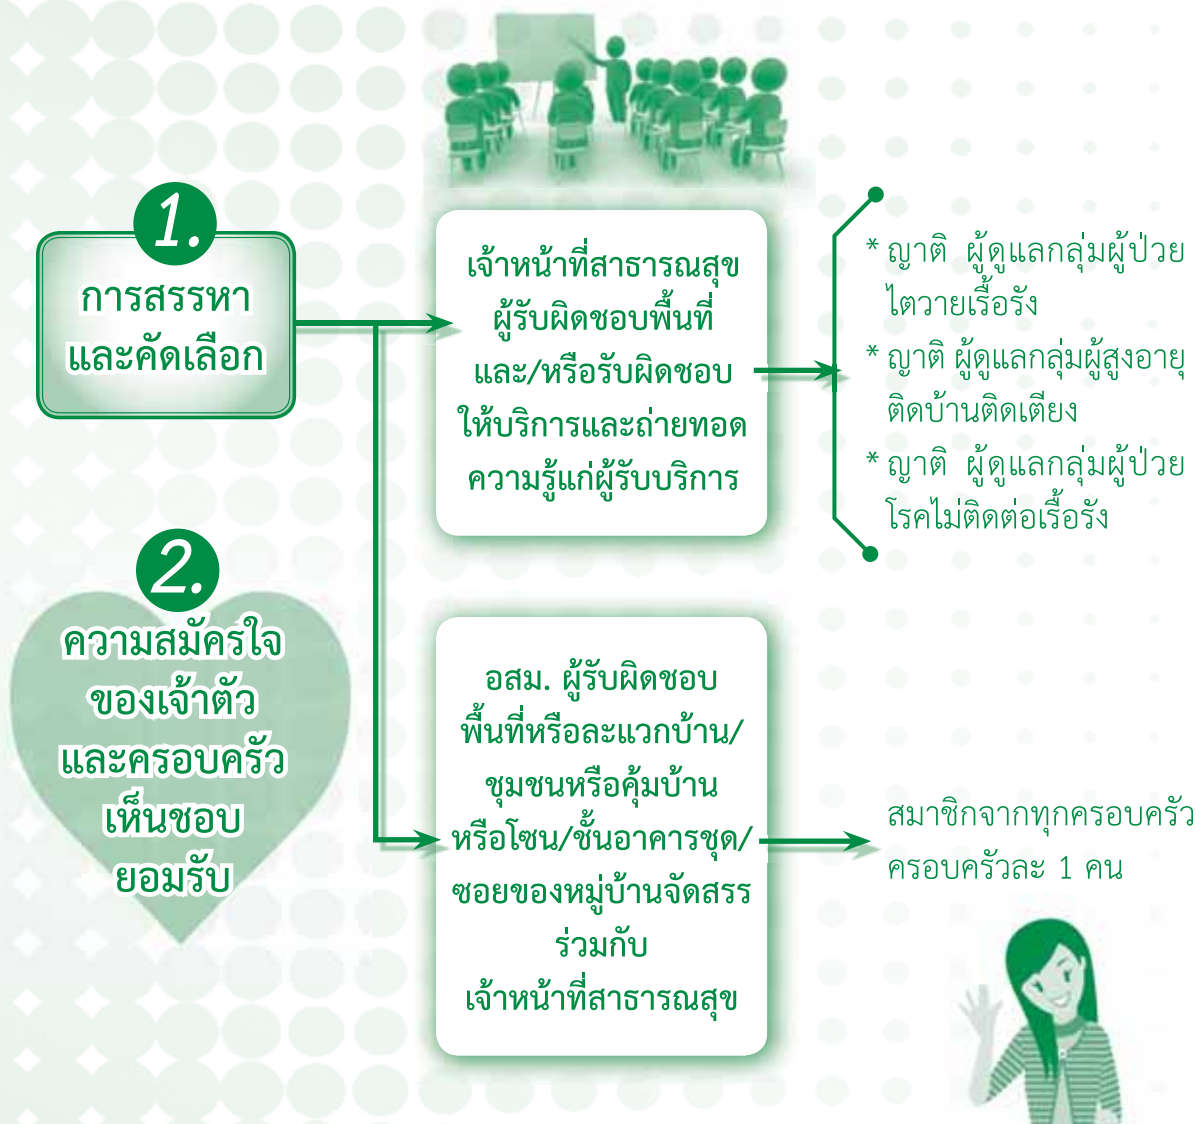 1.
การสรรหา
และคัดเลือก
เจ้าหน้าที่สาธารณสุข
ผู้รับผิดชอบพื้นที่
และ/หรือรับผิดชอบ
ให้บริการและถ่ายทอด
ความรู้แก่ผู้รับบริการ
* ญาติ ผู้ดูแลกลุ่มผู้ป่วย
ไตวายเรื้อรัง
* ญาติ ผู้ดูแลกลุ่มผู้สูงอายุ
ติดบ้านติดเตียง
* ญาติ ผู้ดูแลกลุ่มผู้ป่วย
โรคไม่ติดต่อเรื้อรัง
2.
ความสมัครใจ
ของเจ้าตัว
และครอบครัว
เห็นชอบ
ยอมรับ
อสม. ผู้รับผิดชอบ
พื้นที่หรือละแวกบ้าน/
ชุมชนหรือคุ้มบ้าน
หรือโซน/ชั้นอาคารชุด/
ซอยของหมู่บ้านจัดสรร
ร่วมกับ
เจ้าหน้าที่สาธารณสุข
สมาชิกจากทุกครอบครัว
ครอบครัวละ 1 คน